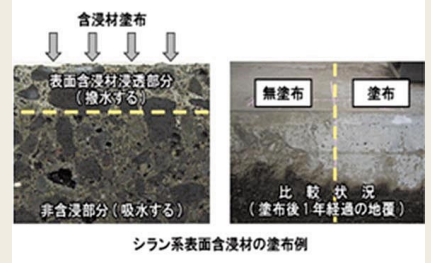 含浸材塗布
表面含浸材浸透部分
(撥水する)
非含浸部分(吸水する)
無塗布
塗布
比較状況
(塗布後1年経過の地覆)
シラン系表面含浸材の塗布例